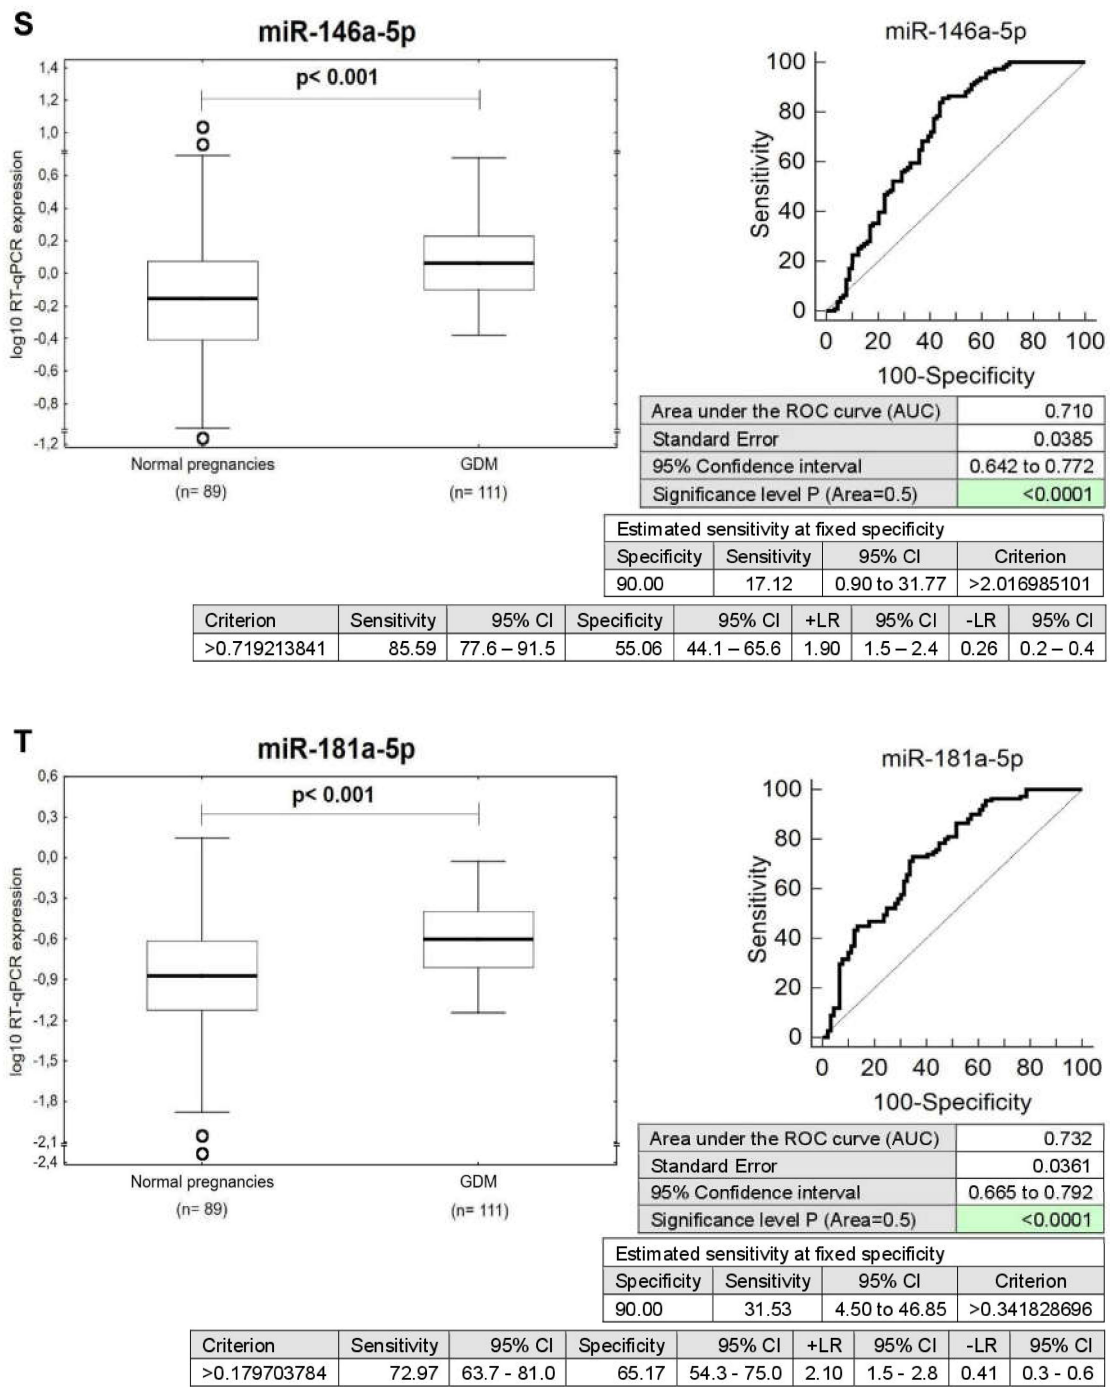 S
miR-146a-5p
p< 0.001
log10 RT-qPCR expression
1,4
1,2
1,0
0,6
0,4
0,2
0,0
-0,2
-0,4
-0,6
-0,8
-1,2
Normal pregnancies
(n= 89)
GDM
(n= 111)
miR-146a-5p
Sensitivity
100
80
60
40
20
0
0 20 40 60 80 100
100-Specificity
Area under the ROC curve (AUC) 0.710
Standard Error 0.0385
95% Confidence interval 0.642 to 0.772
Significance level P (Area=0.5) <0.0001
Estimated sensitivity at fixed specificity
Specificity Sensitivity 95% CI Criterion
90.00 17.12 0.90 to 31.77 >2.016985101
Criterion Sensitivity 95% CI Specificity 95% CI +LR 95% CI -LR 95% CI
>0.719213841 85.59 77.6 – 91.5 55.06 44.1 – 65.6 1.90 1.5 – 2.4 0.26 0.2 – 0.4
T
miR-181a-5p
p< 0.001
log10 RT-qPCR expression
0,6
0,3
0,0
-0,3
-0,6
-0,9
-1,2
-1,5
-1,8
-2,1
-2,4
Normal pregnancies
(n= 89)
GDM
(n= 111)
miR-181a-5p
Sensitivity
100
80
60
40
20
0
0 20 40 60 80 100
100-Specificity
Area under the ROC curve (AUC) 0.732
Standard Error 0.0361
95% Confidence interval 0.665 to 0.792
Significance level P (Area=0.5) <0.0001
Estimated sensitivity at fixed specificity
Specificity Sensitivity 95% CI Criterion
90.00 31.53 4.50 to 46.85 >0.341828696
Criterion Sensitivity 95% CI Specificity 95% CI +LR 95% CI -LR 95% CI
>0.179703784 72.97 63.7 - 81.0 65.17 54.3 - 75.0 2.10 1.5 - 2.8 0.41 0.3 - 0.6